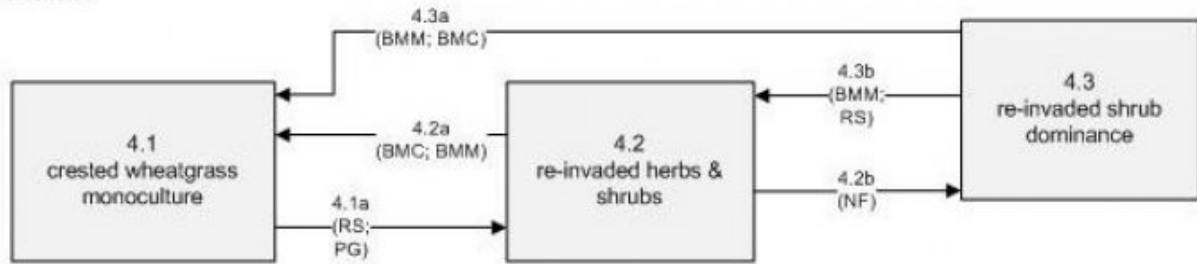 4.3a
(BMM; BMC)
4.1
crested wheatgrass
monoculture
4.2a
(BMC; BMM)
4.1a
(RS;
PG)
4.2
re-invaded herbs &
shrubs
4.3b
(BMM;
RS)
4.2b
(NF)
4.3
re-invaded shrub
dominance